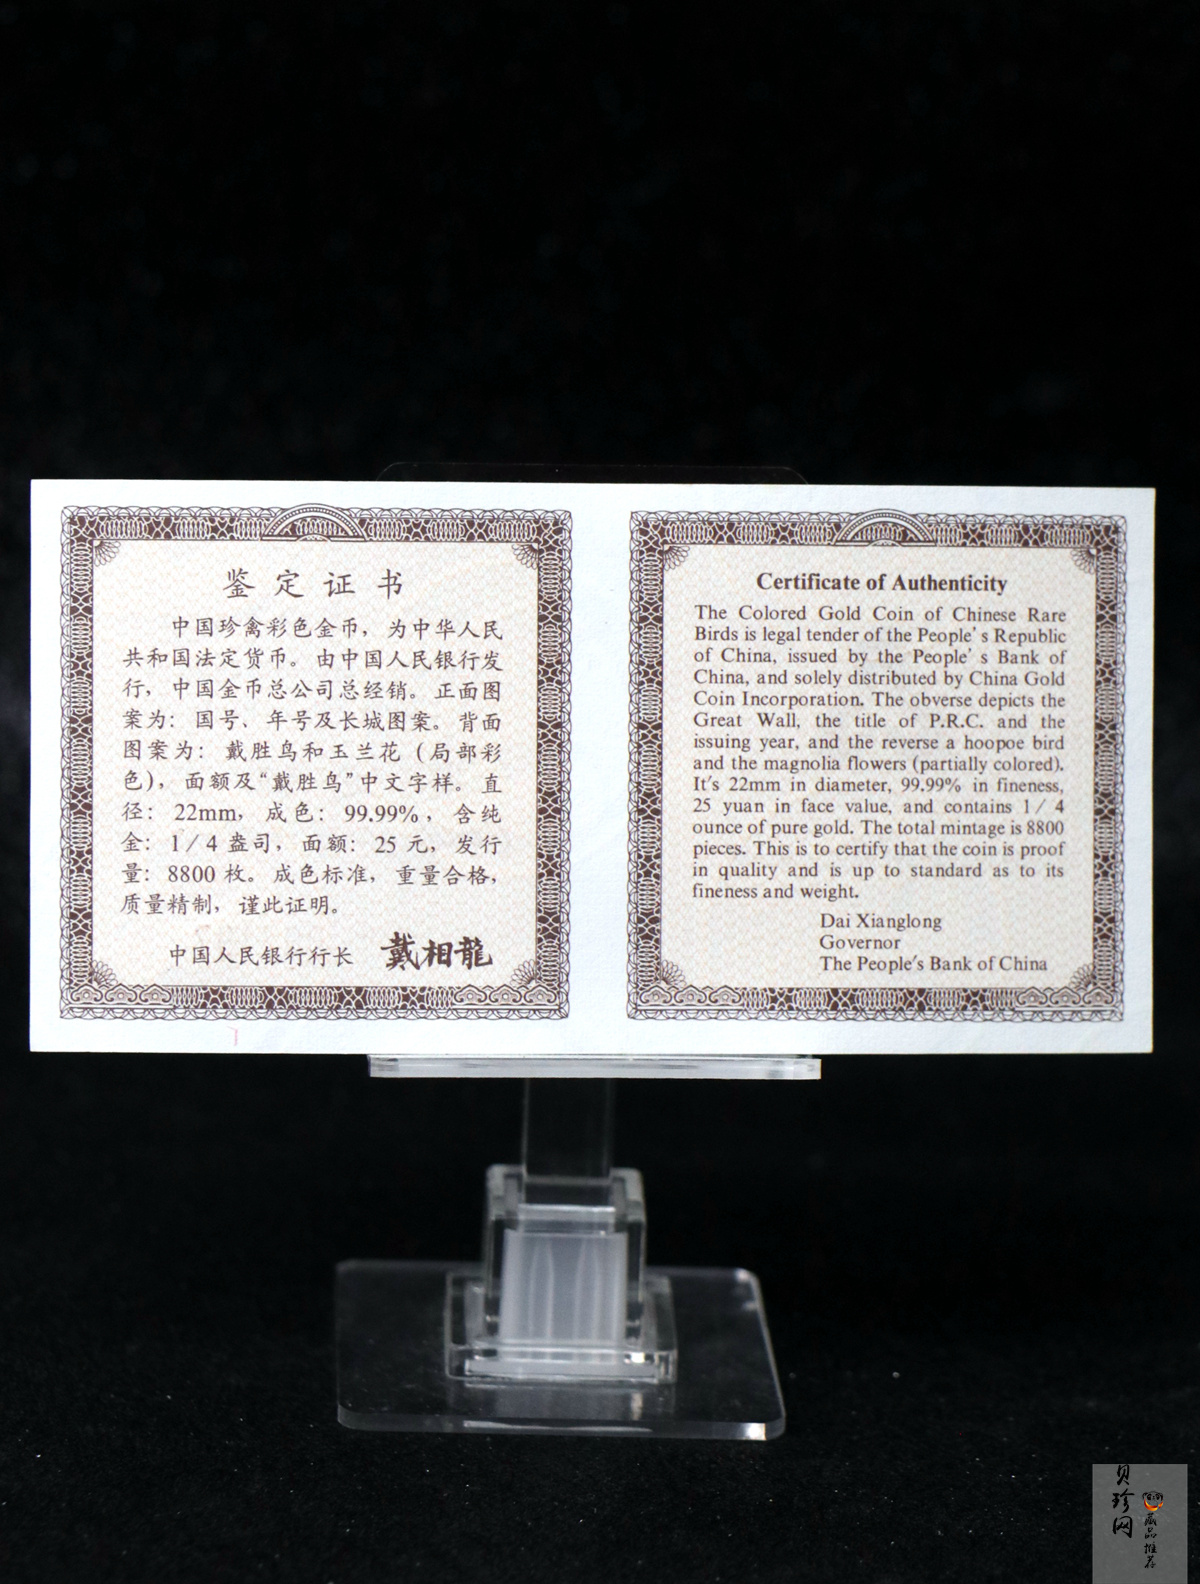 鉴定证书
中国珍禽彩色金币，为中华人民
共和国法定货币。由中国人民银行发
行，中国金币总公司总经销。正面图
案为：国号、年号及长城图案。背面
图案为：戴胜鸟和玉兰花（局部彩
色），面额及“戴胜鸟”中文字样。直
径：22mm，成色：99.99%，含纯
金：1/4盎司，面额：25元，发行
量：8800枚。成色标准，重量合格，
质量精制，谨此证明。
中国人民银行行长 戴相龍
Certificate of Authenticity
The Colored Gold Coin of Chinese Rare
Birds is legal tender of the People's Republic
of China, issued by the People's Bank of
China, and solely distributed by China Gold
Coin Incorporation. The obverse depicts the
Great Wall, the title of P.R.C. and the
issuing year, and the reverse a hoopoe bird
and the magnolia flowers (partially colored).
It's 22mm in diameter, 99.99% in fineness,
25 yuan in face value, and contains 1/4
ounce of pure gold. The total mintage is 8800
pieces. This is to certify that the coin is proof
in quality and is up to standard as to its
fineness and weight.
Dai Xianglong
Governor
The People's Bank of China
贝珍网
藏品推荐